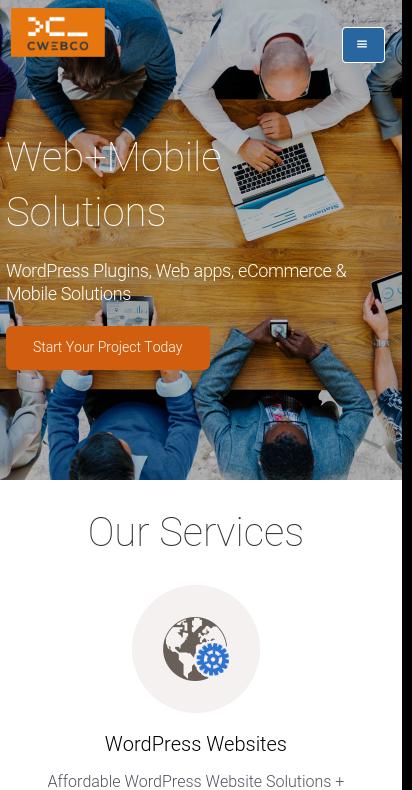 CWEBCO
Web+Mobile
Solutions
Statistics
WordPress Plugins, Web apps, eCommerce &
Mobile Solutions
Start Your Project Today
Our Services
WordPress Websites
Affordable WordPress Website Solutions +